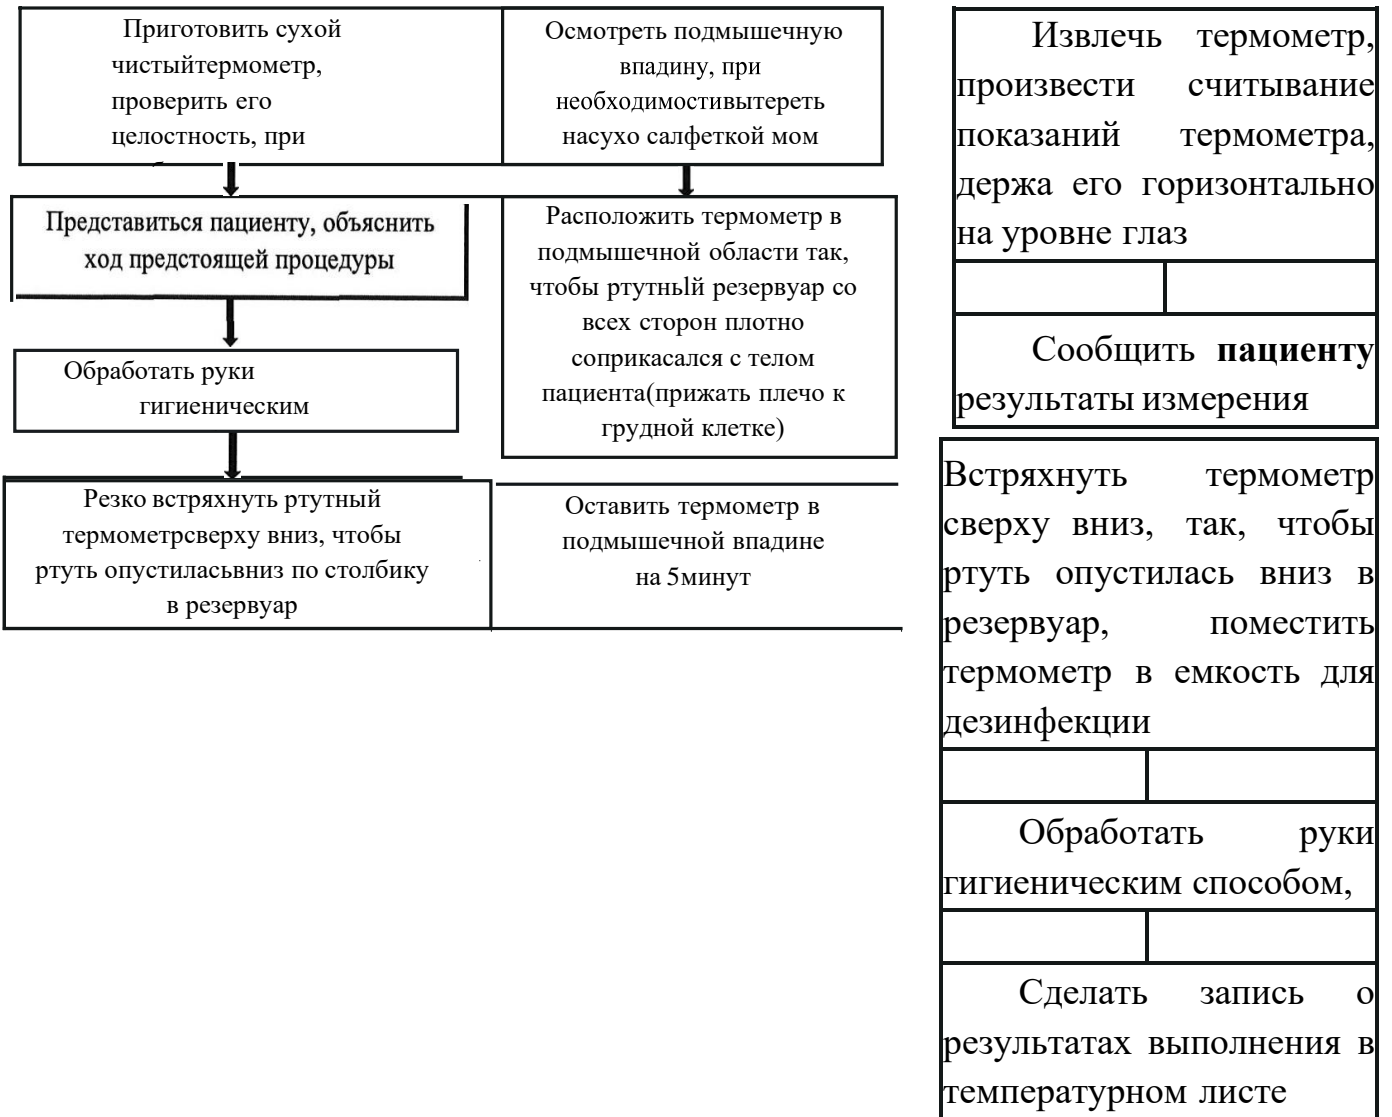 Приготовить сухой
чистыйтермометр,
проверить его
целостность, при
Представиться пациенту, объяснить
ход предстоящей процедуры
Обработать руки
гигиеническим
Резко встряхнуть ртутный
термометрсверху вниз, чтобы
ртуть опустиласьвниз по столбику
в резервуар
Осмотреть подмышечную
впадину, при
необходимостивытереть
насухо салфеткой мом
Расположить термометр в
подмышечной области так,
чтобы ртутный резервуар со
всех сторон плотно
соприкасался с телом
пациента(прижать плечо к
грудной клетке)
Оставить термометр в
подмышечной впадине
на 5минут
Извлечь термометр,
произвести считывание
показаний термометра,
держа его горизонтально
на уровне глаз
Сообщить пациенту
результаты измерения
Встряхнуть термометр
сверху вниз, так, чтобы
ртуть опустилась вниз в
резервуар, поместить
термометр в емкость для
дезинфекции
Обработать руки
гигиеническим способом,
Сделать запись о
результатах выполнения в
температурном листе